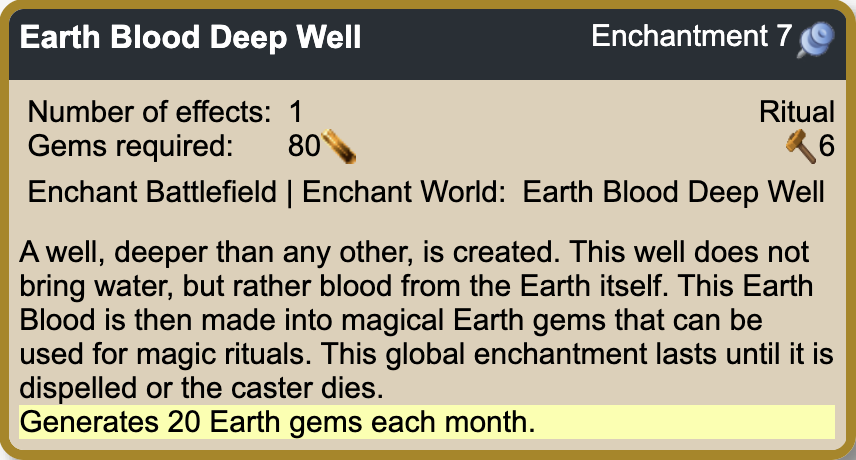 Earth Blood Deep Well Enchantment 7
Number of effects: 1 Ritual
Gems required: 80 6
Enchant Battlefield | Enchant World: Earth Blood Deep Well
A well, deeper than any other, is created. This well does not
bring water, but rather blood from the Earth itself. This Earth
Blood is then made into magical Earth gems that can be
used for magic rituals. This global enchantment lasts until it is
dispelled or the caster dies.
Generates 20 Earth gems each month.